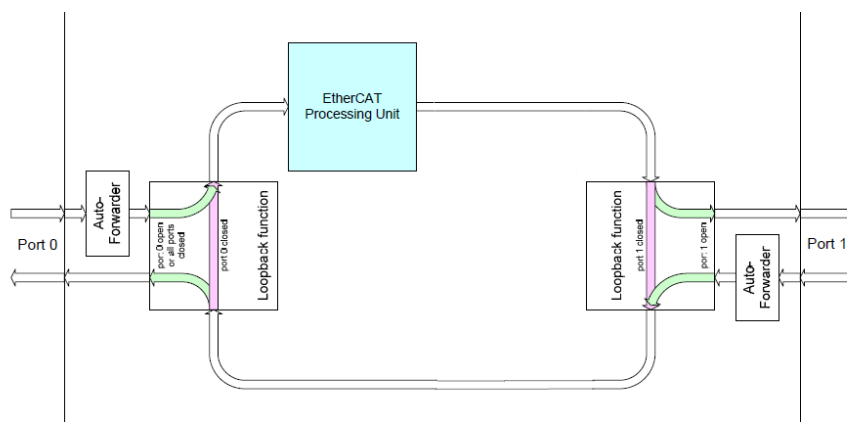 EtherCAT
Processing Unit
Port 0
Auto-
Forwarder
port 0 open
or all ports
closed
port 0 closed
Loopback function
Loopback function
port 1 closed
port 1 open
Auto-
Forwarder
Port 1